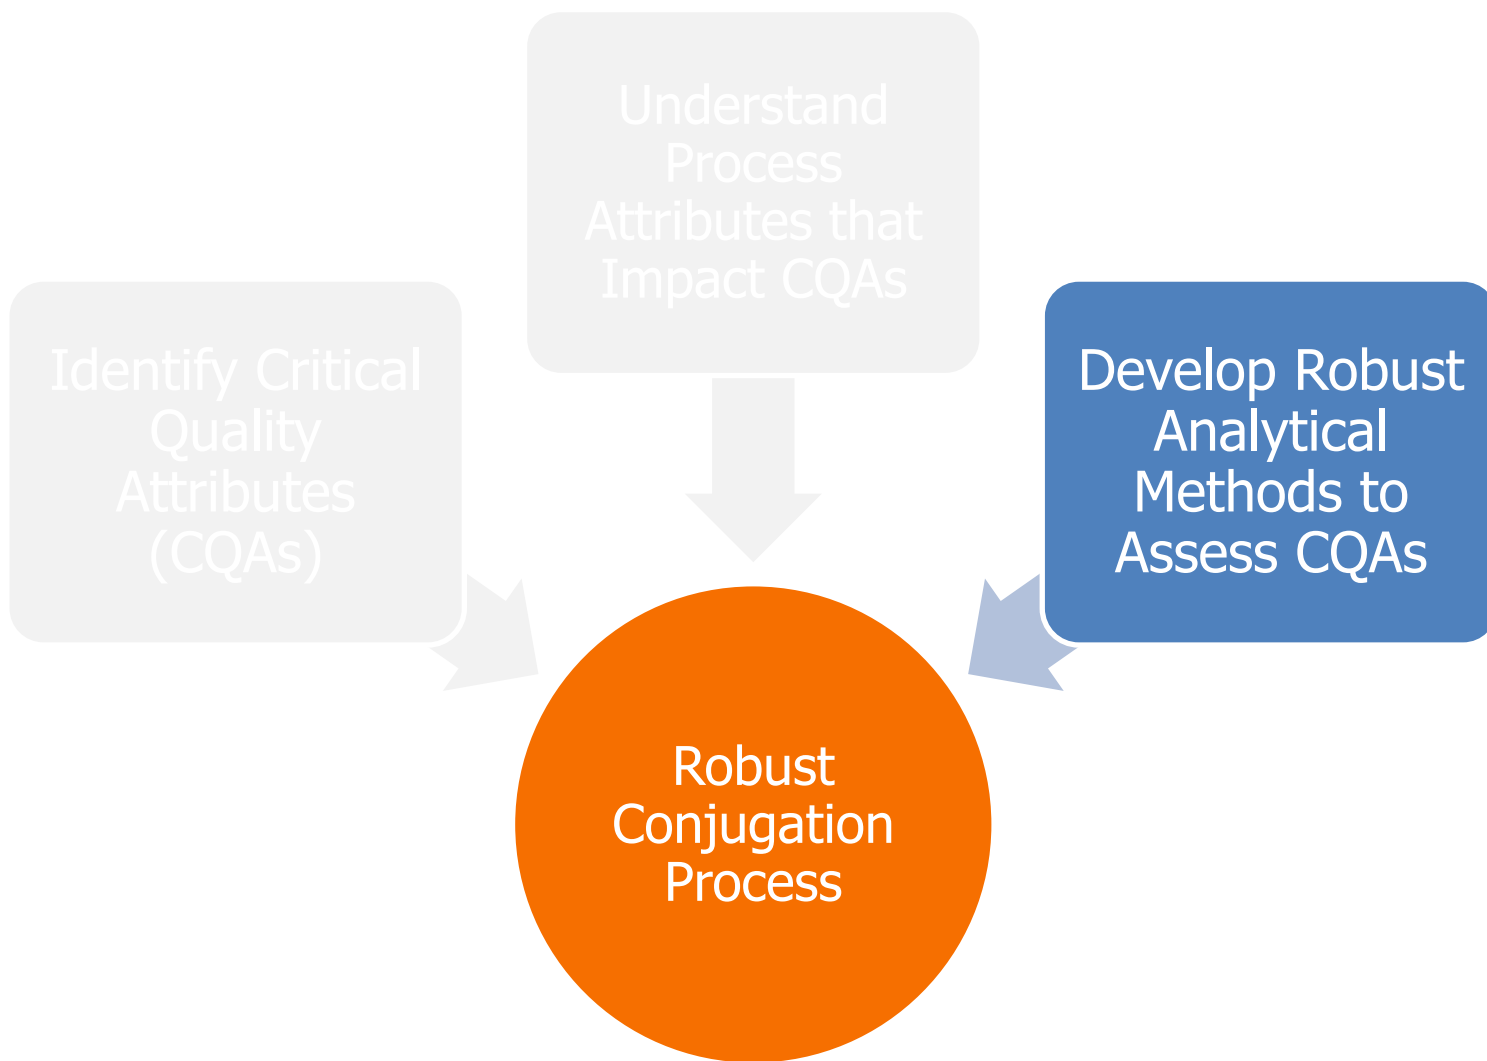 Understand
Process
Attributes that
Impact CQAs
Identify Critical
Quality
Attributes
(CQAs)
Develop Robust
Analytical
Methods to
Assess CQAs
Robust
Conjugation
Process